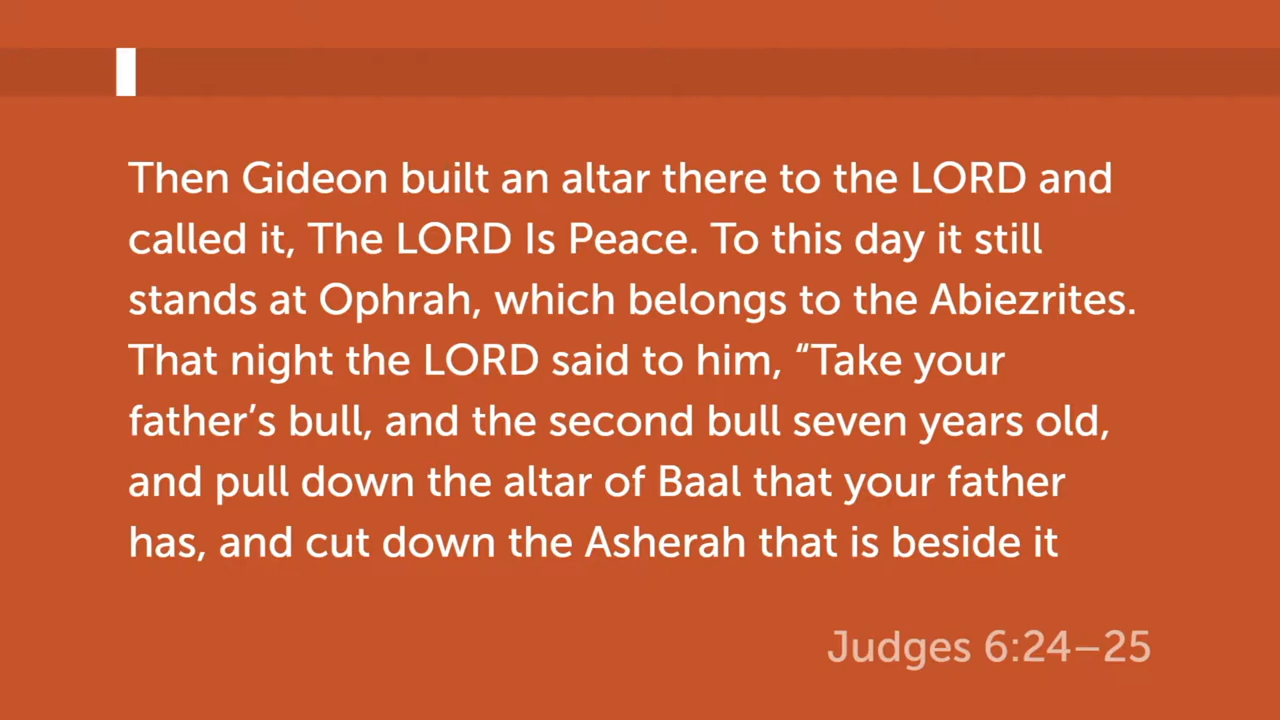 Then Gideon built an altar there to the LORD and
called it, The LORD Is Peace. To this day it still
stands at Ophrah, which belongs to the Abiezrites.
That night the LORD said to him, “Take your
father’s bull, and the second bull seven years old,
and pull down the altar of Baal that your father
has, and cut down the Asherah that is beside it
Judges 6:24–25